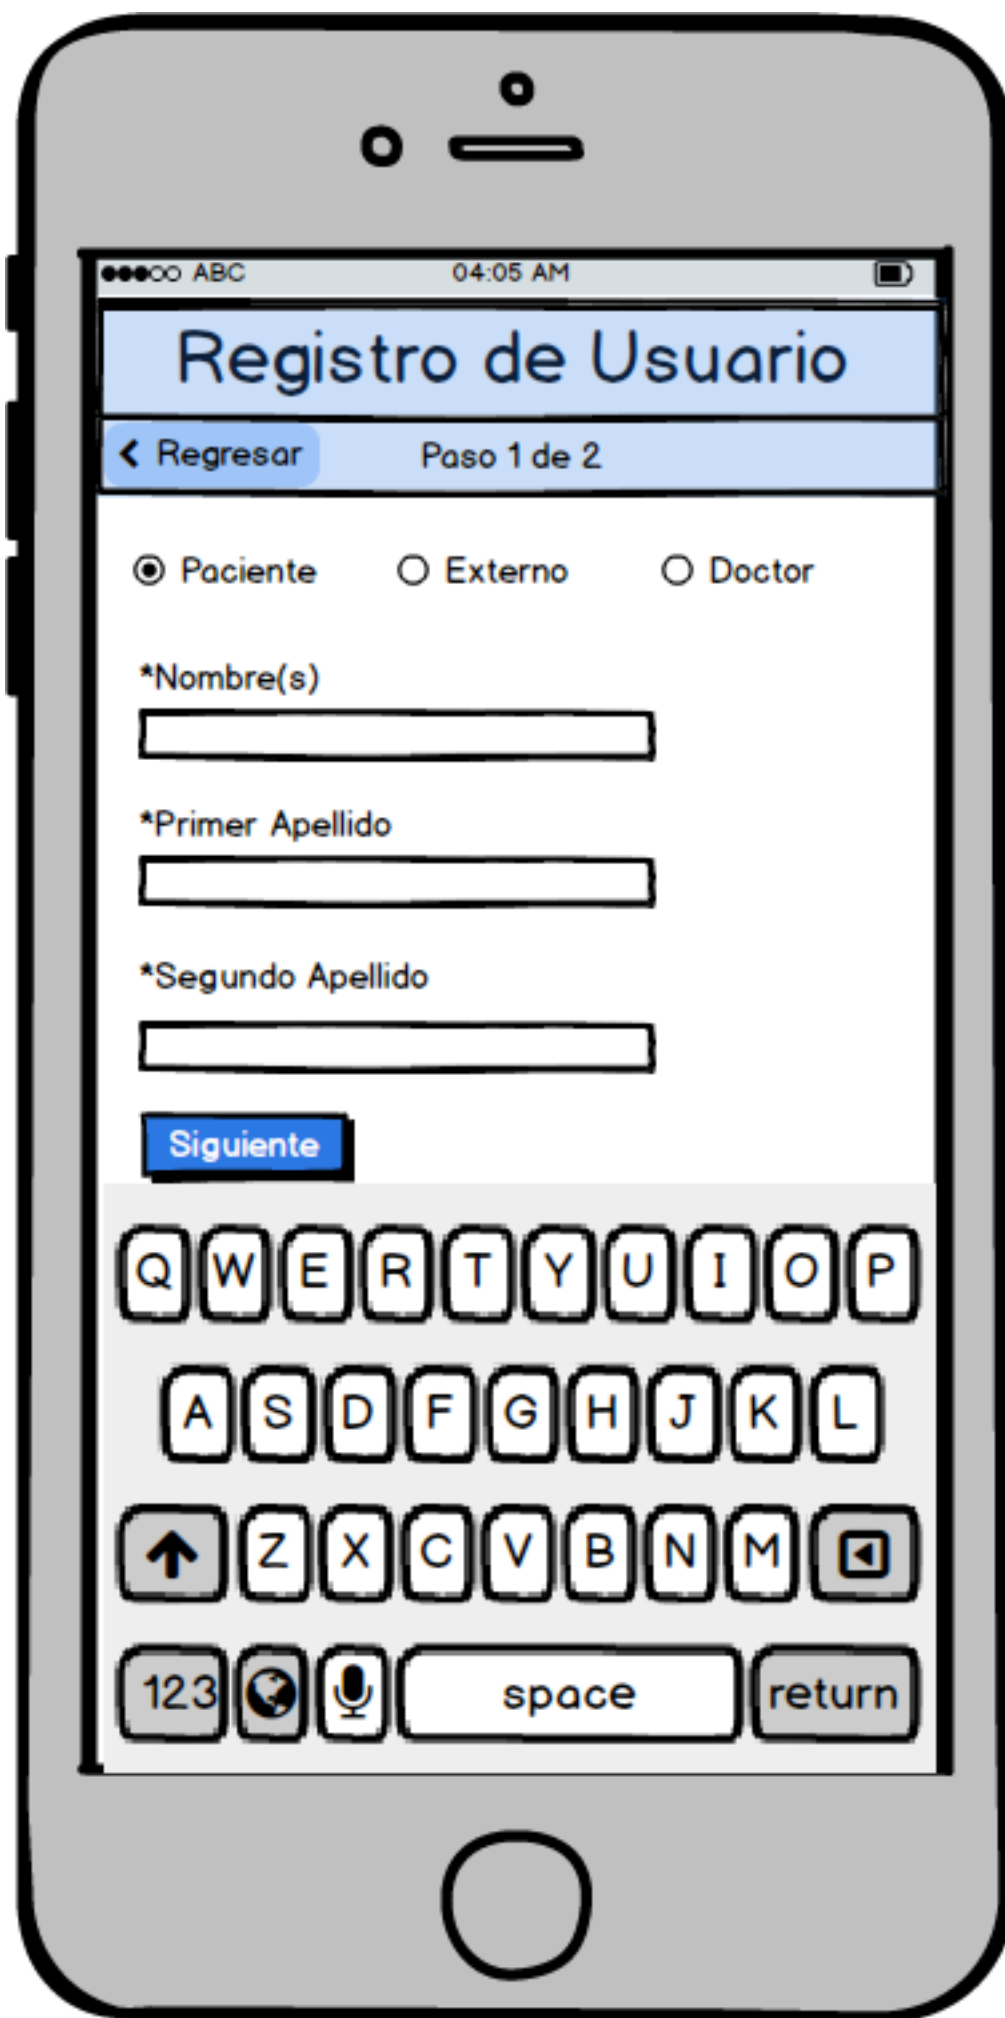 ABC 04:05 AM
Registro de Usuario
Regresar Paso 1 de 2
Paciente Externo Doctor
*Nombre(s)
*Primer Apellido
*Segundo Apellido
Siguiente
Q W E R T Y U I O P
A S D F G H J K L
Z X C V B N M
123 space return